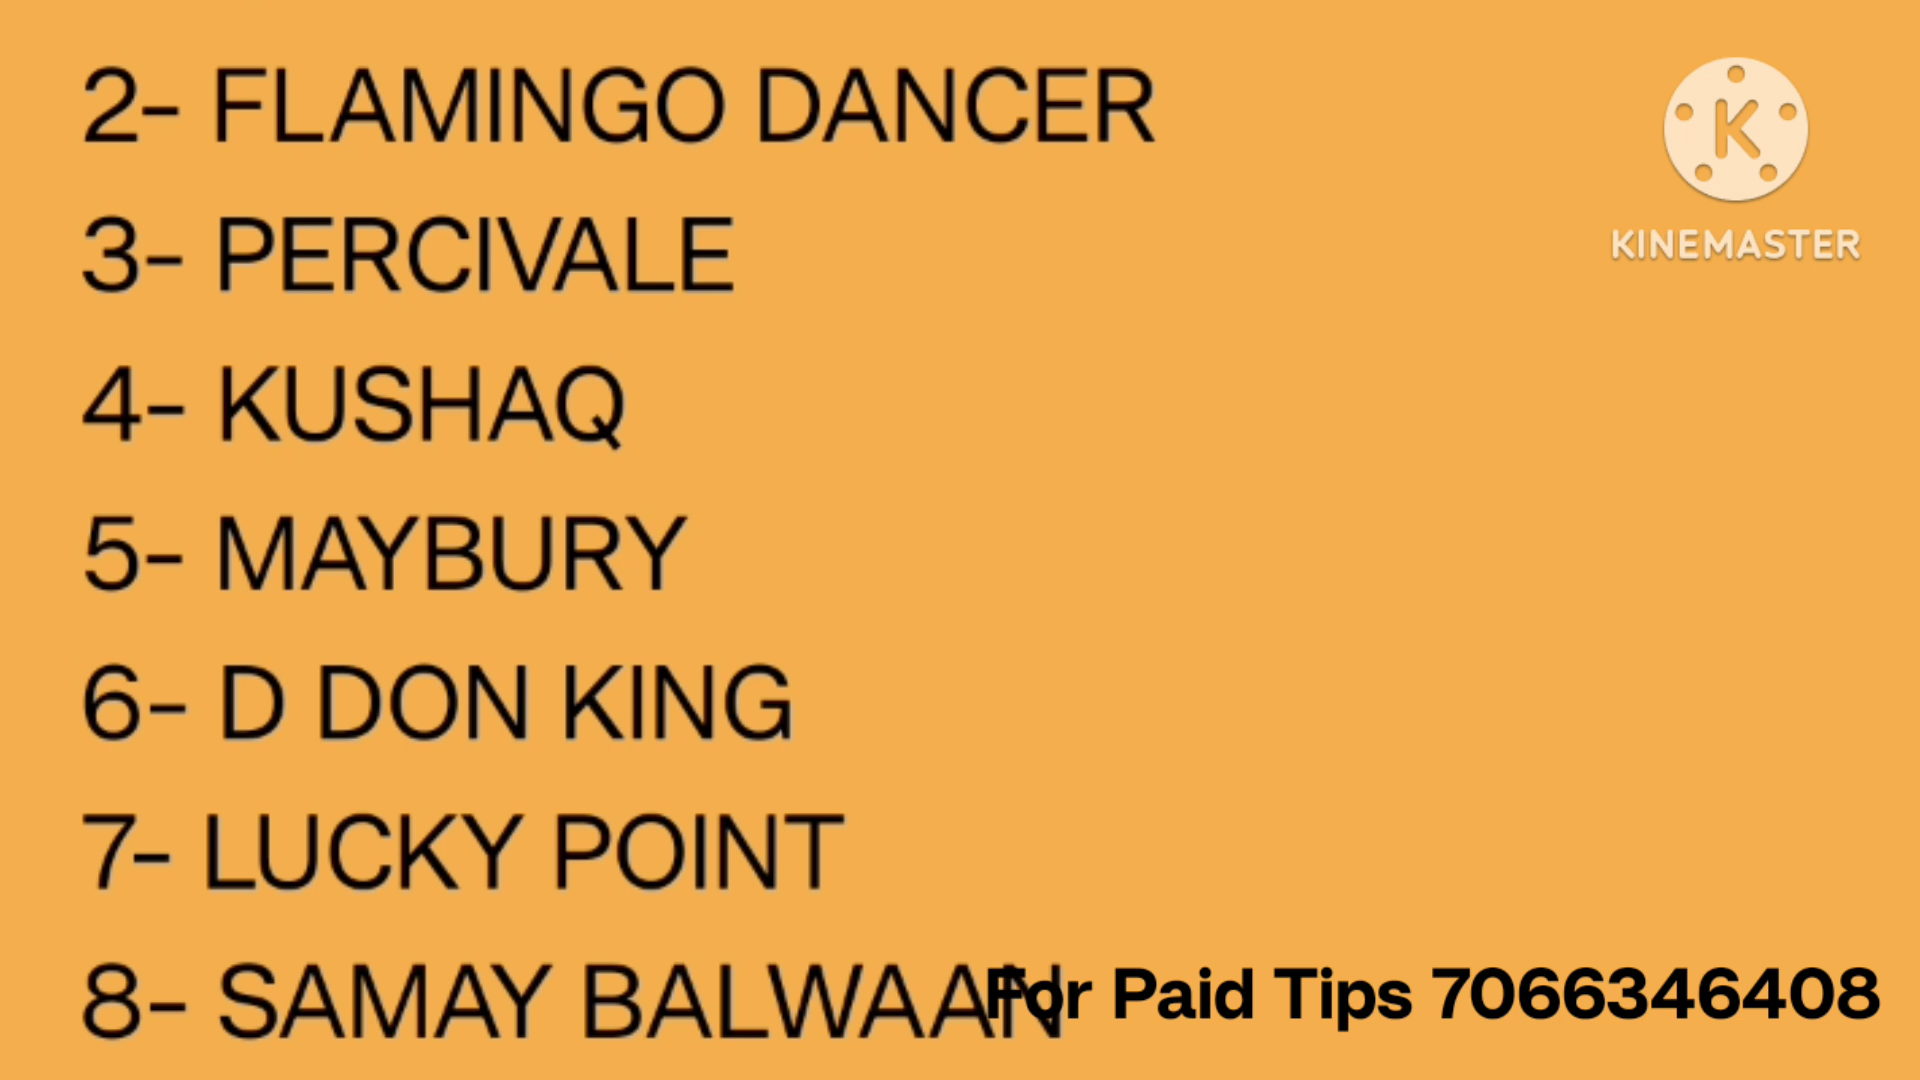 2- FLAMINGO DANCER
3- PERCIVALE
KINEMASTER
4- KUSHAQ
5- MAYBURY
6- D DON KING
7- LUCKY POINT
8- SAMAY BALWAAN
For Paid Tips 7066346408